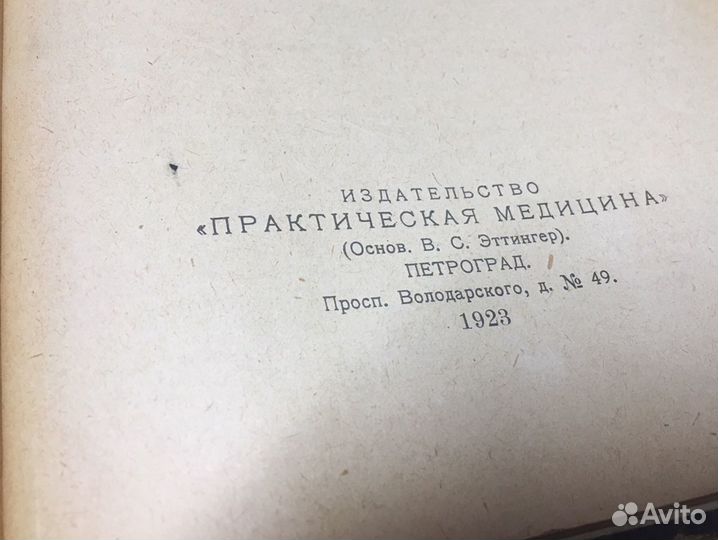 ИЗДАТЕЛЬСТВО
«ПРАКТИЧЕСКАЯ МЕДИЦИНА»
(Основ. В. С. Эттингер).
ПЕТРОГРАД.
Просп. Володарского, д. № 49.
1923
Avito